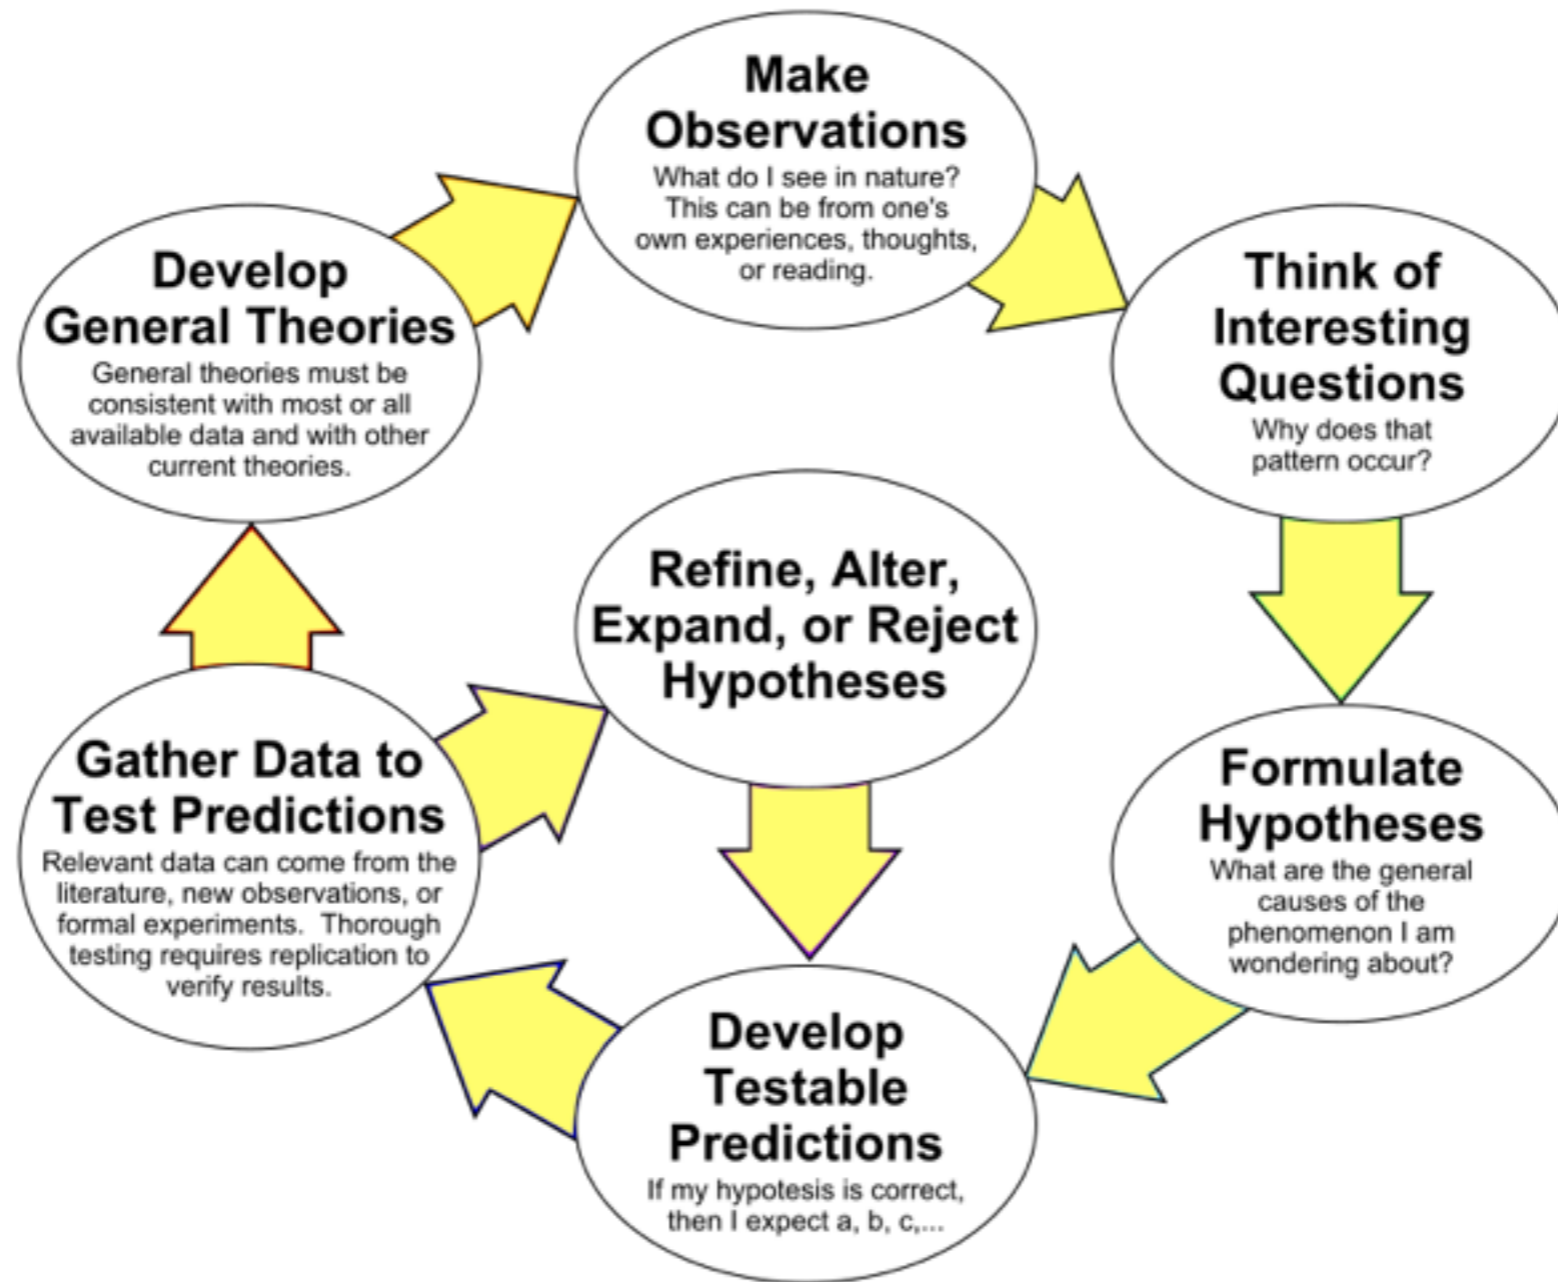 Make
Observations
What do I see in nature?
This can be from one's
own experiences, thoughts,
or reading.
Think of
Interesting
Questions
Why does that
pattern occur?
Formulate
Hypotheses
What are the general
causes of the
phenomenon I am
wondering about?
Develop
Testable
Predictions
If my hypotesis is correct,
then I expect a, b, c,...
Gather Data to
Test Predictions
Relevant data can come from the
literature, new observations, or
formal experiments.  Thorough
testing requires replication to
verify results.
Refine, Alter,
Expand, or Reject
Hypotheses
Develop
General Theories
General theories must be
consistent with most or all
available data and with other
current theories.